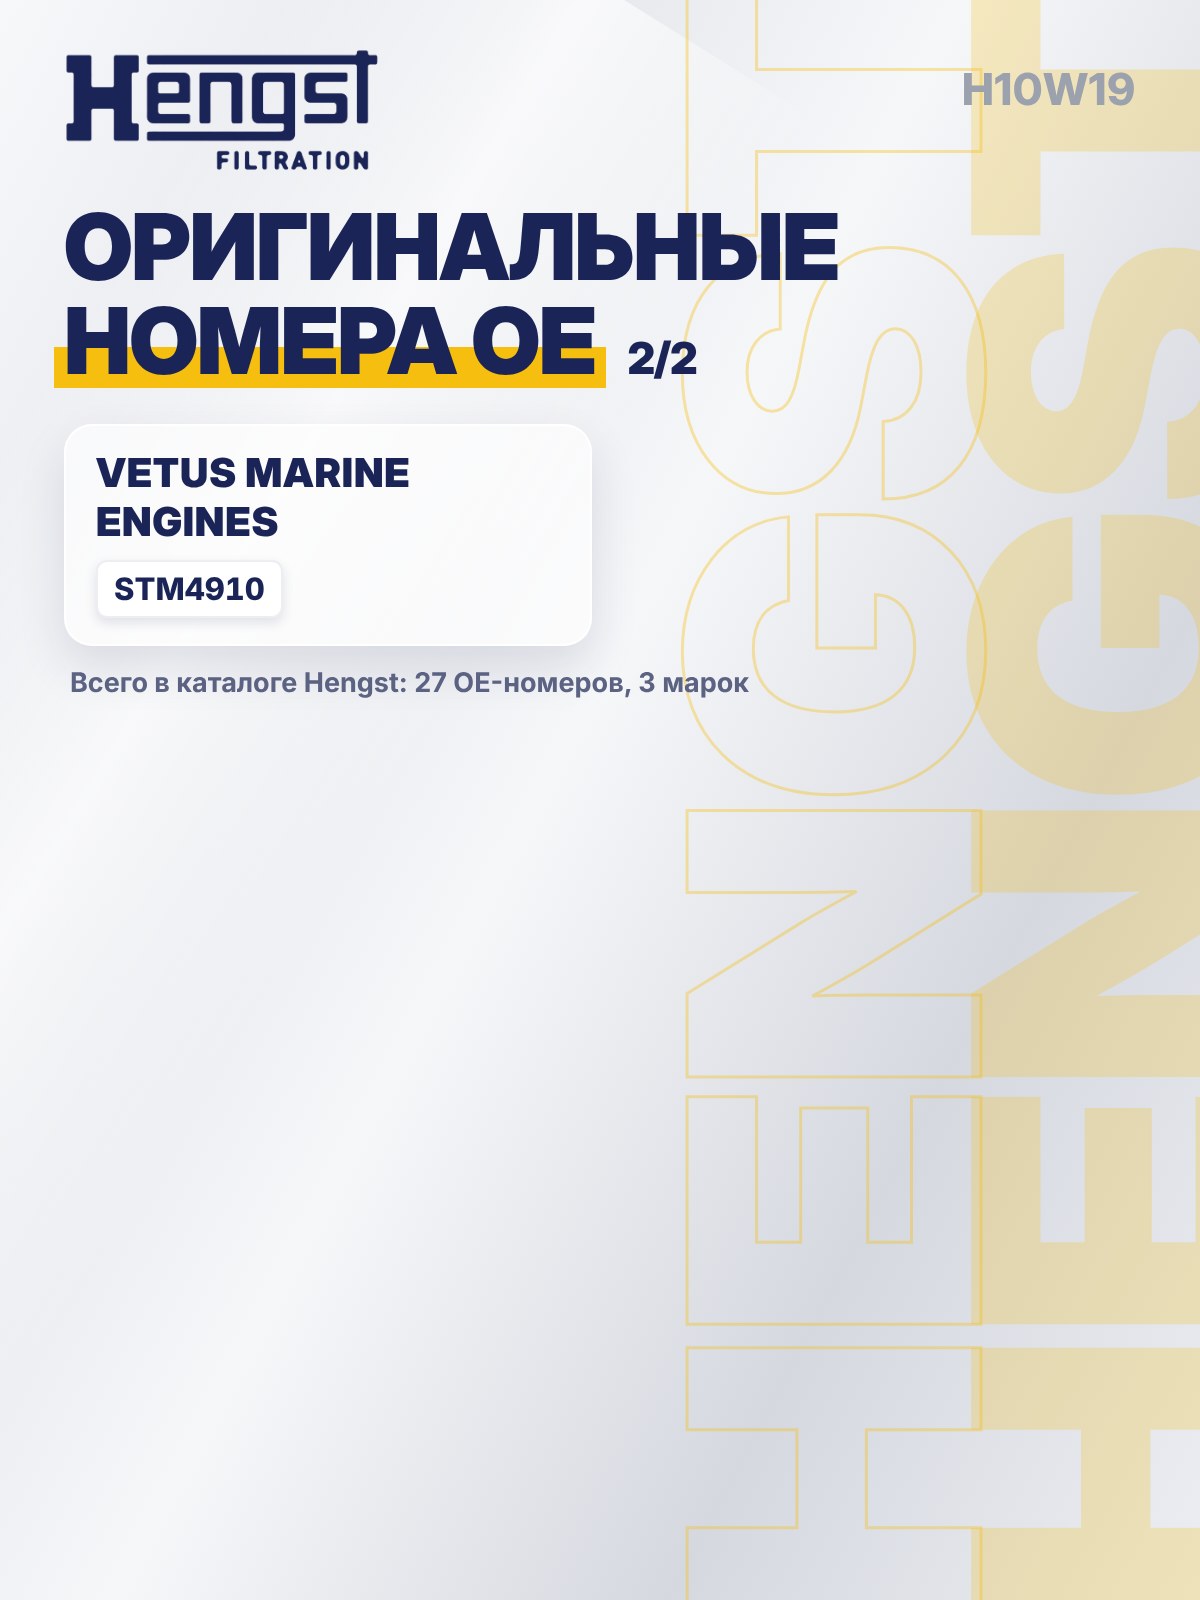 Hengst
FILTRATION
H10W19
ОРИГИНАЛЬНЫЕ
НОМЕРА OE 2/2
VETUS MARINE
ENGINES
STM4910
Всего в каталоге Hengst: 27 OE-номеров, 3 марок
HENGST
HENGST